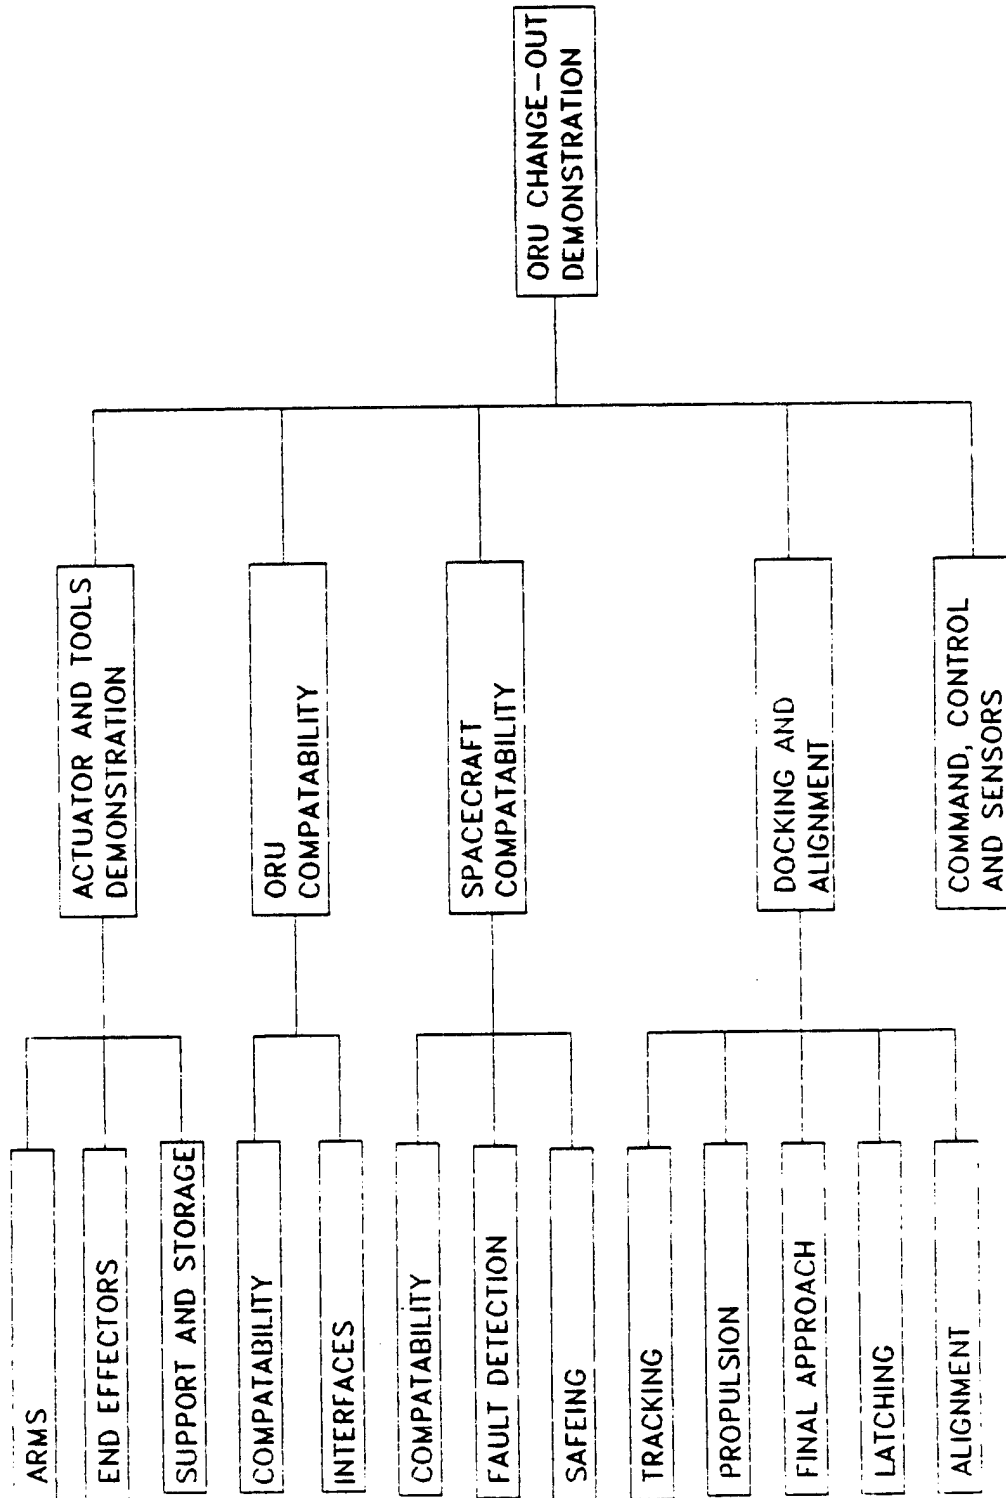 ARMS
END EFFECTORS
SUPPORT AND STORAGE
ACTUATOR AND TOOLS
DEMONSTRATION
COMPATABILITY
INTERFACES
ORU
COMPATABILITY
COMPATABILITY
FAULT DETECTION
SAFEING
SPACECRAFT
COMPATABILITY
TRACKING
PROPULSION
FINAL APPROACH
LATCHING
ALIGNMENT
DOCKING AND
ALIGNMENT
COMMAND, CONTROL
AND SENSORS
ORU CHANGE-OUT
DEMONSTRATION